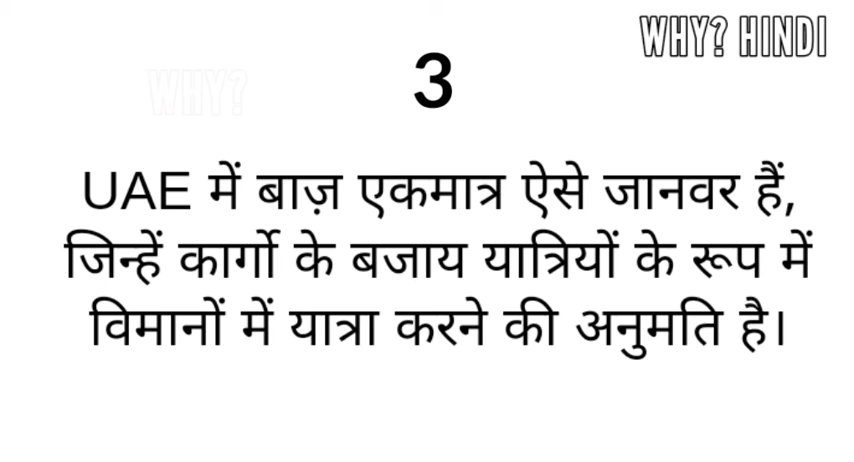 WHY? HINDI
WHY?
3
UAE में बाज़ एकमात्र ऐसे जानवर हैं,
जिन्हें कार्गो के बजाय यात्रियों के रूप में
विमानों में यात्रा करने की अनुमति है।